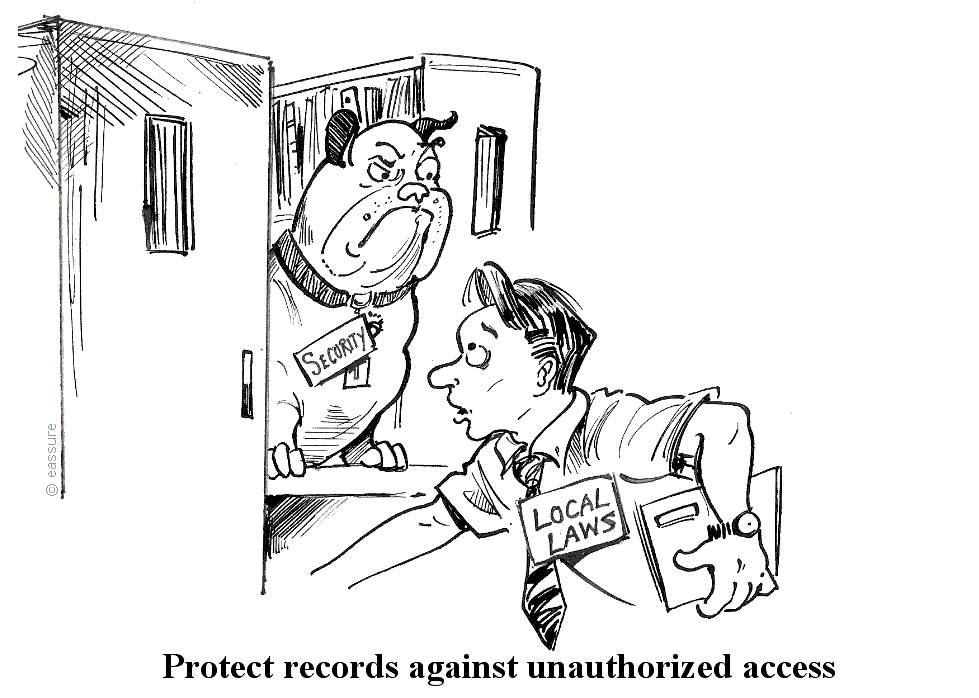 SECURITY
LOCAL
LAWS
© eassure
Protect records against unauthorized access